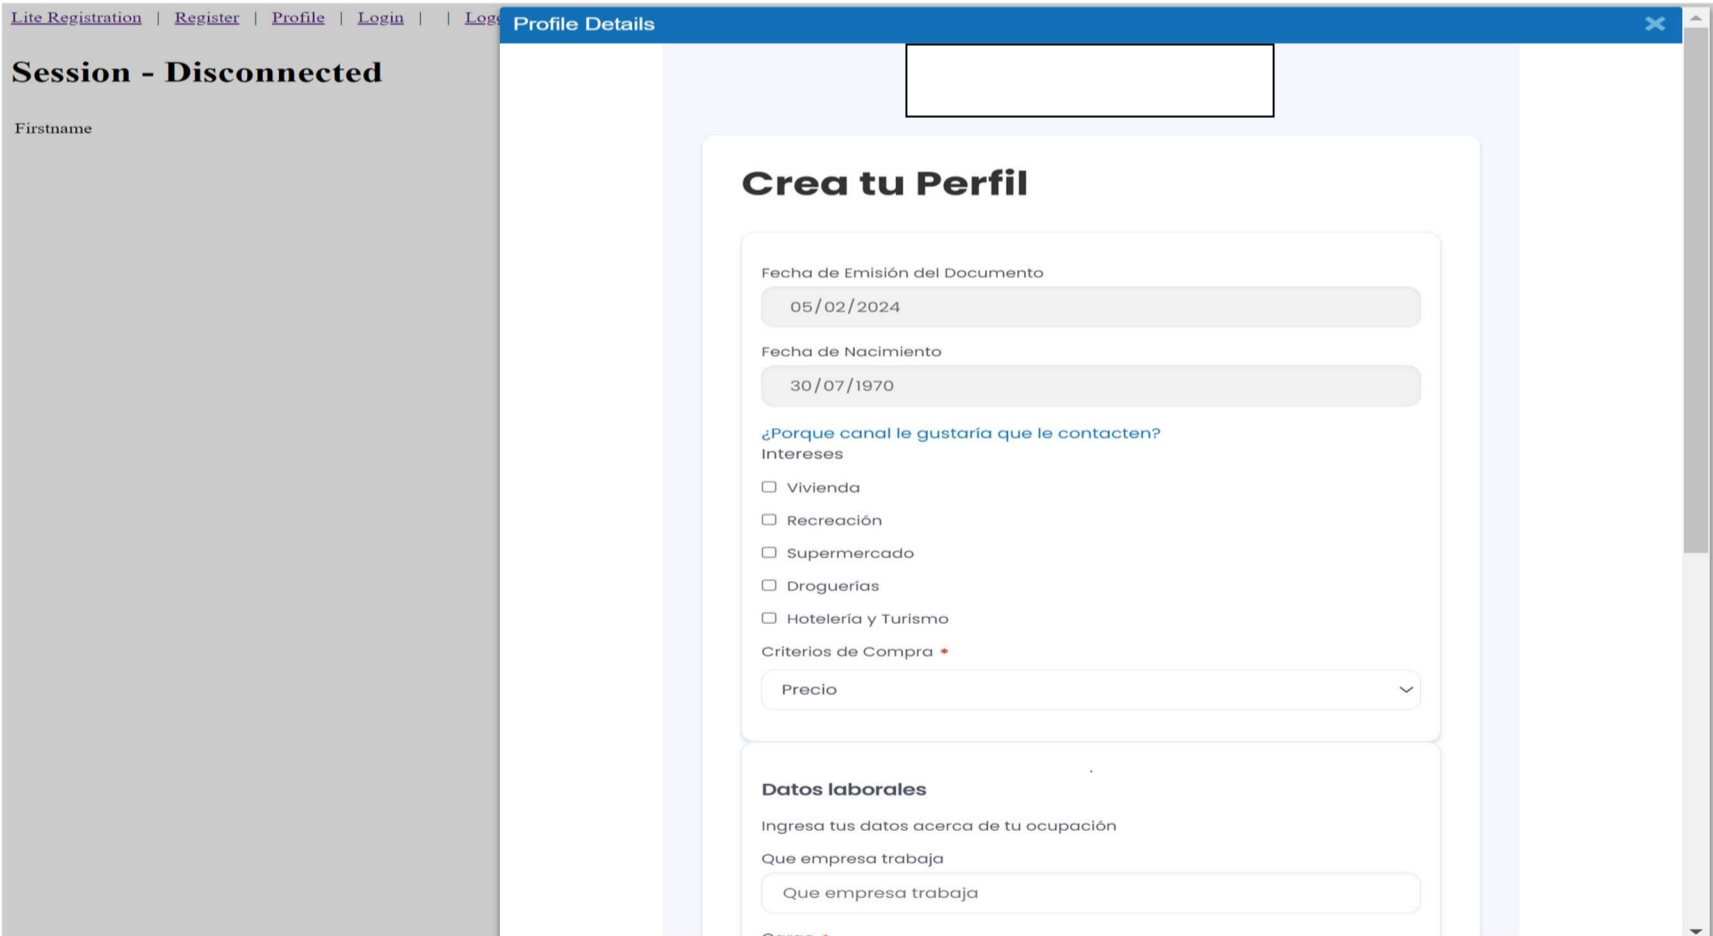 Lite Registration | Register | Profile | Login | | Logo
Profile Details
Session - Disconnected
Firstname
Crea tu Perfil
Fecha de Emisión del Documento
05/02/2024
Fecha de Nacimiento
30/07/1970
¿Porque canal le gustaría que le contacten?
Intereses
Vivienda
Recreación
Supermercado
Droguerías
Hotelería y Turismo
Criterios de Compra *
Precio
Datos laborales
Ingresa tus datos acerca de tu ocupación
Que empresa trabaja
Que empresa trabaja